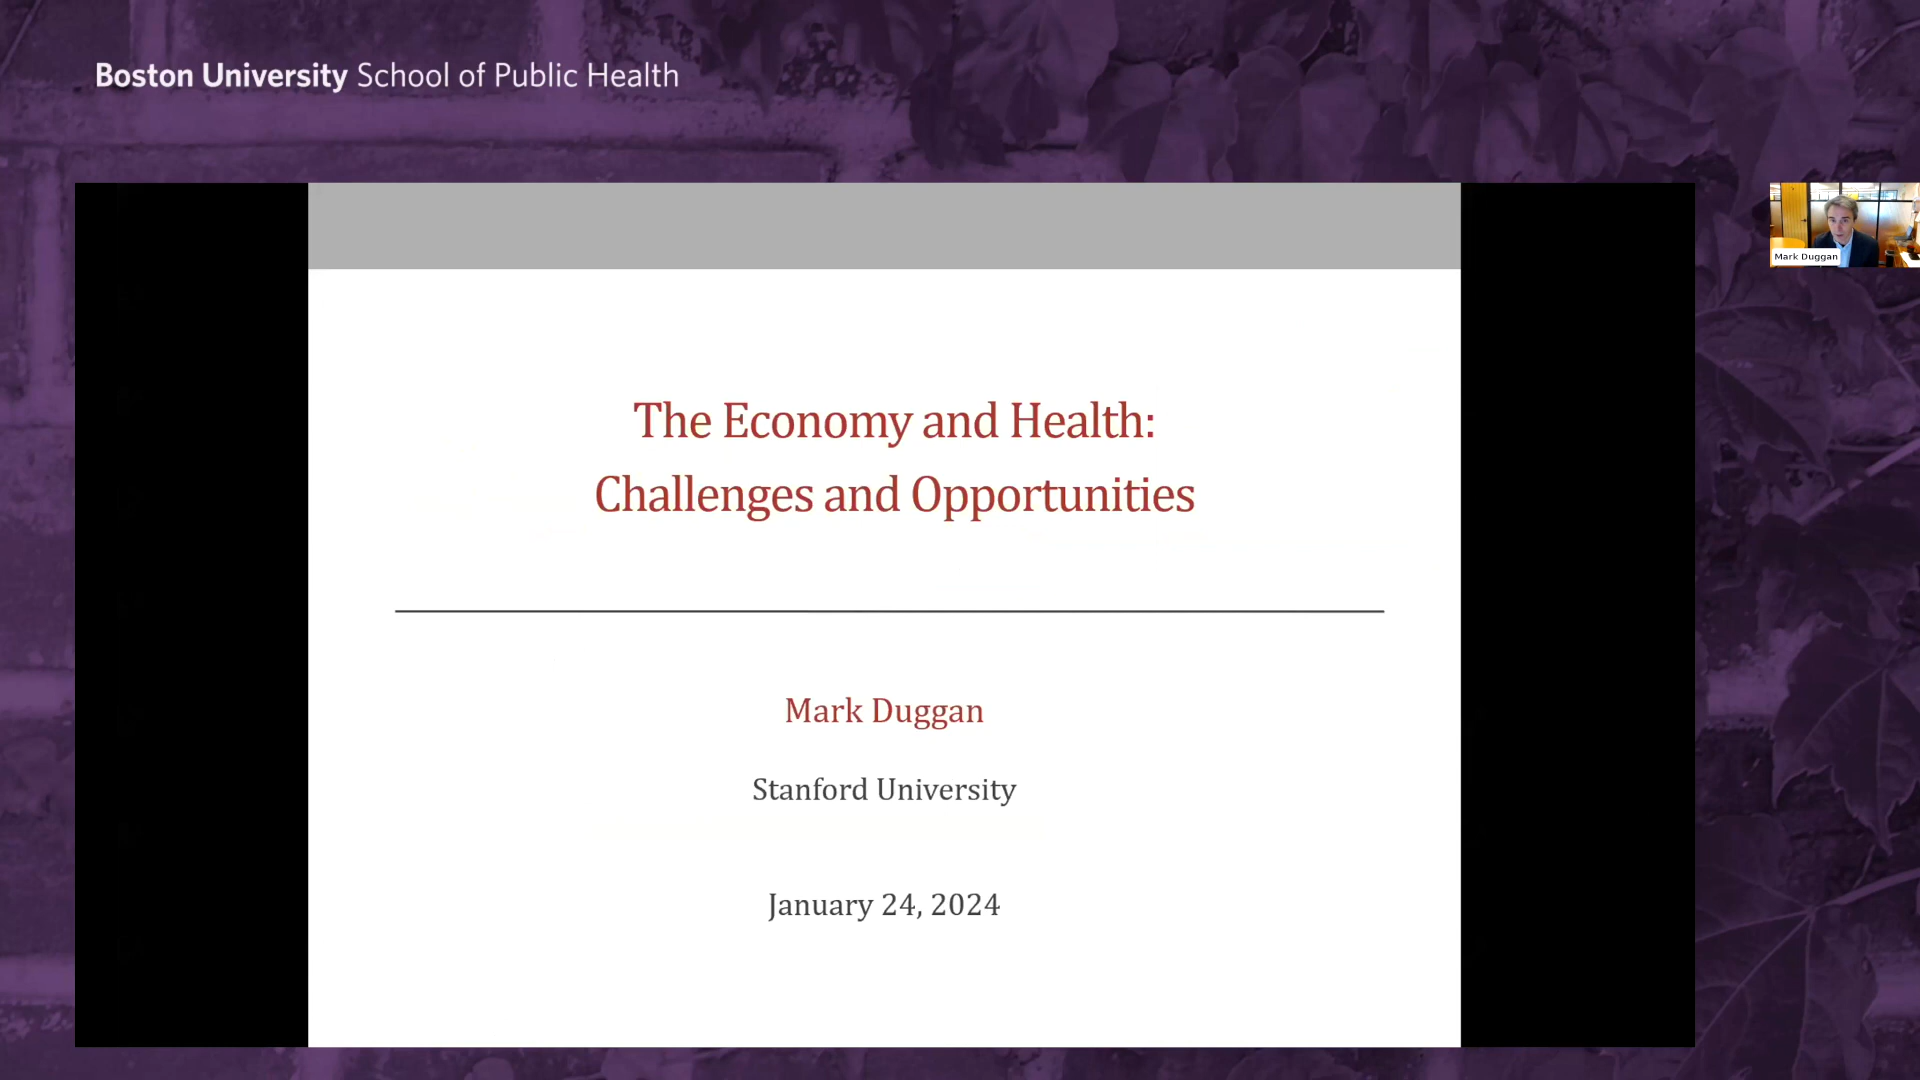 Boston University School of Public Health
The Economy and Health:
Challenges and Opportunities
Mark Duggan
Stanford University
January 24, 2024
Mark Duggan